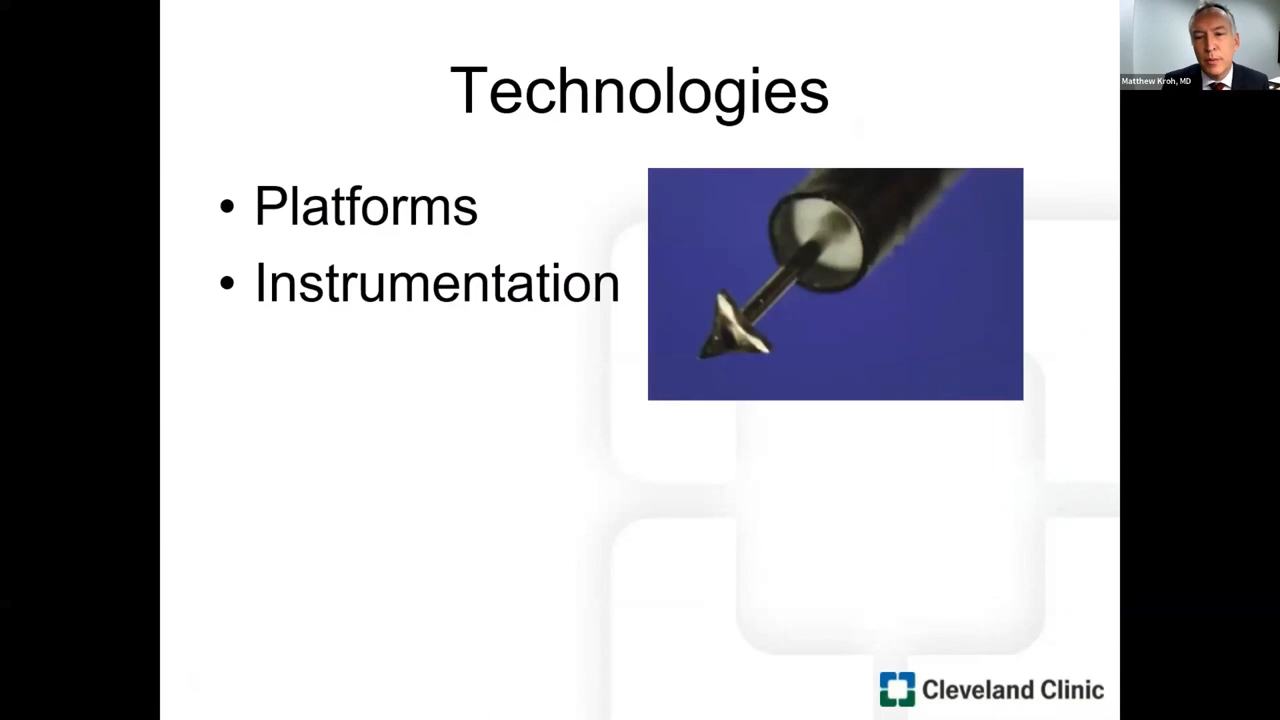 Technologies
Matthew Kroh, MD
• Platforms
• Instrumentation
Cleveland Clinic